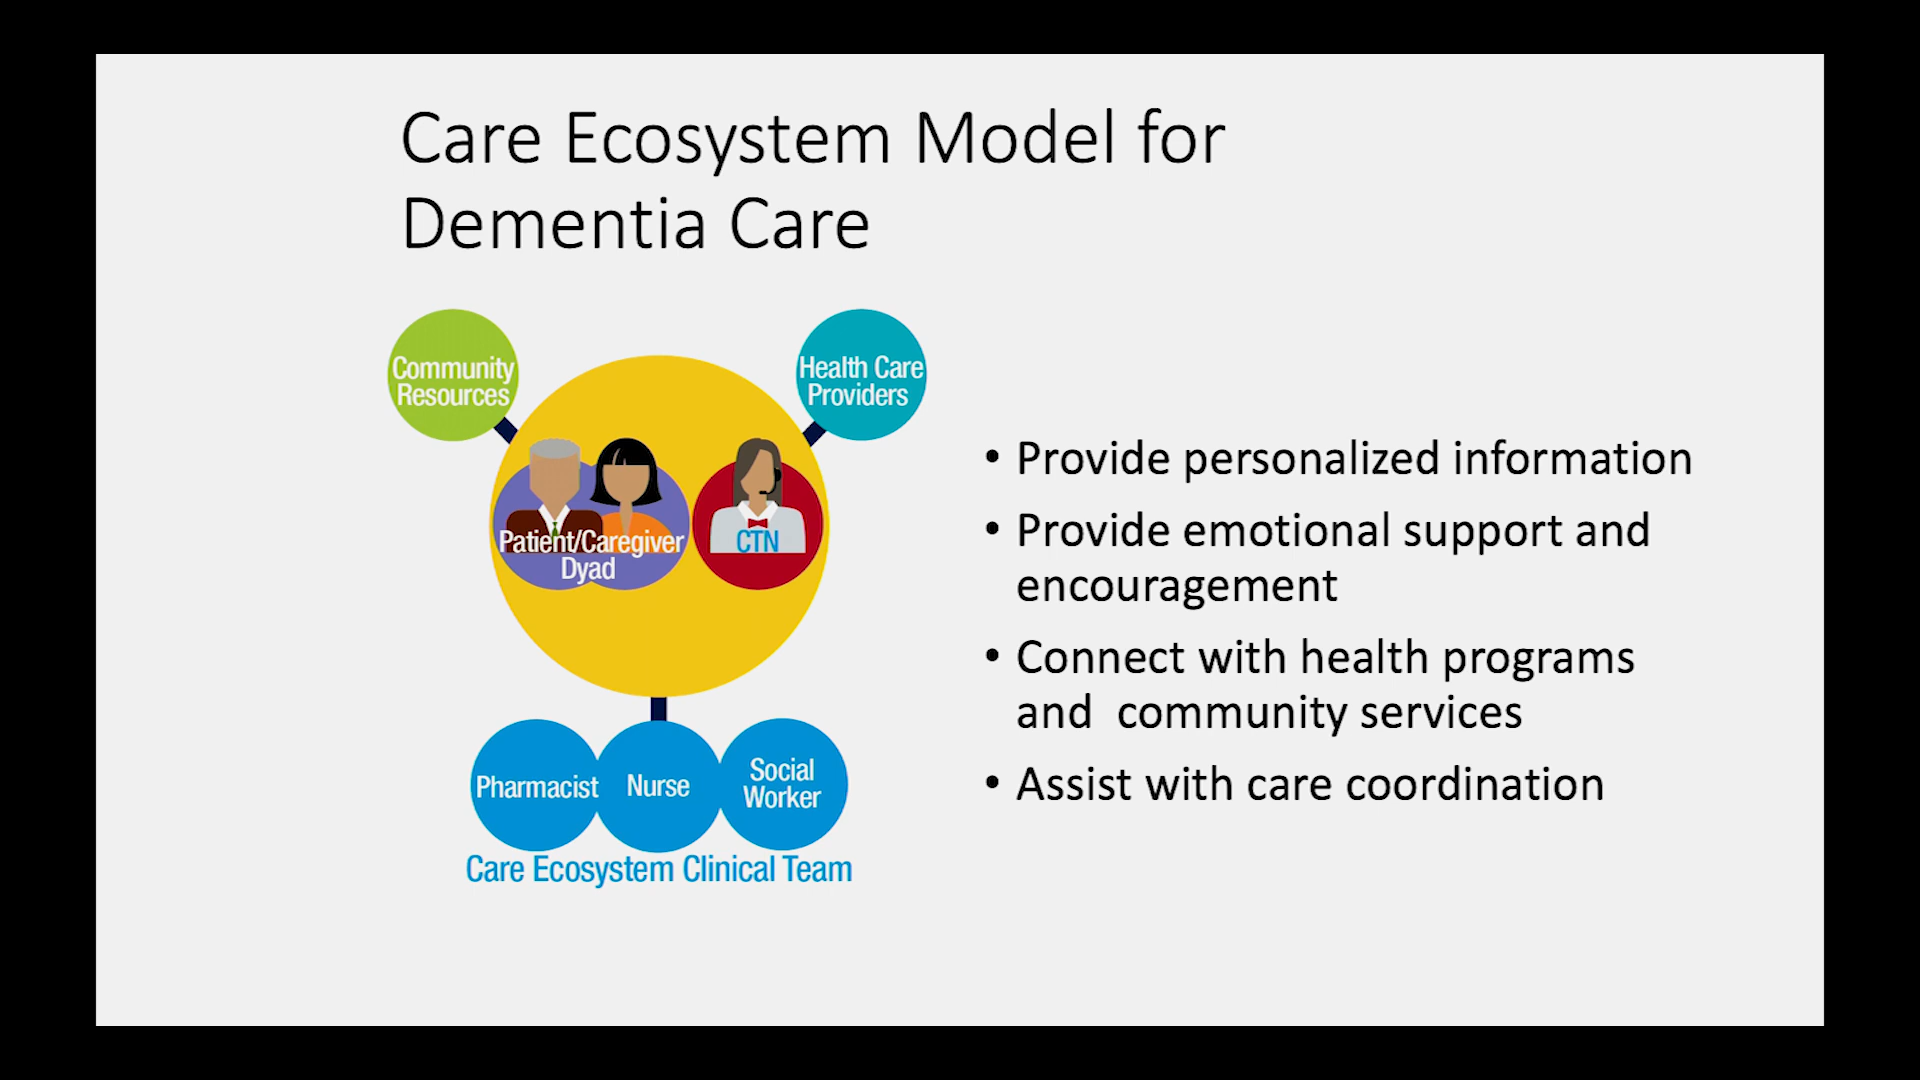 Care Ecosystem Model for
Dementia Care
Community
Resources
Health Care
Providers
Patient/Caregiver
Dyad
CTN
Pharmacist
Nurse
Social
Worker
Care Ecosystem Clinical Team
• Provide personalized information
• Provide emotional support and
encouragement
• Connect with health programs
and  community services
• Assist with care coordination